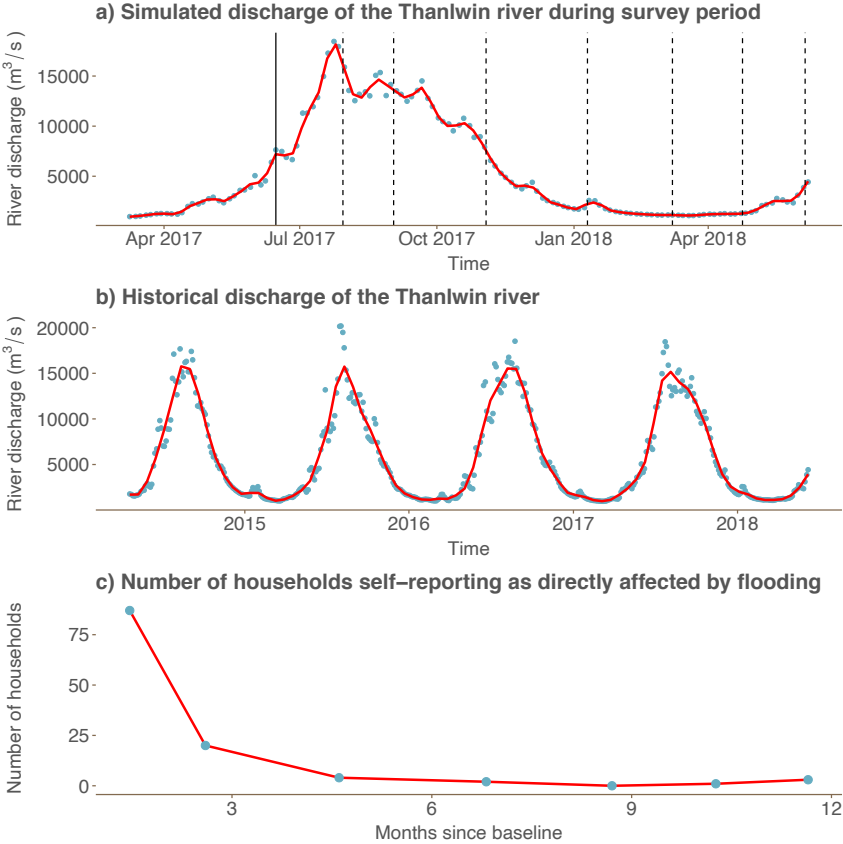 a) Simulated discharge of the Thanlwin river during survey period
River discharge (m³/s)
15000
10000
5000
Apr 2017 Jul 2017 Oct 2017 Jan 2018 Apr 2018
Time
b) Historical discharge of the Thanlwin river
River discharge (m³/s)
20000
15000
10000
5000
2015 2016 2017 2018
Time
c) Number of households self−reporting as directly affected by flooding
Number of households
75
50
25
0
3 6 9 12
Months since baseline